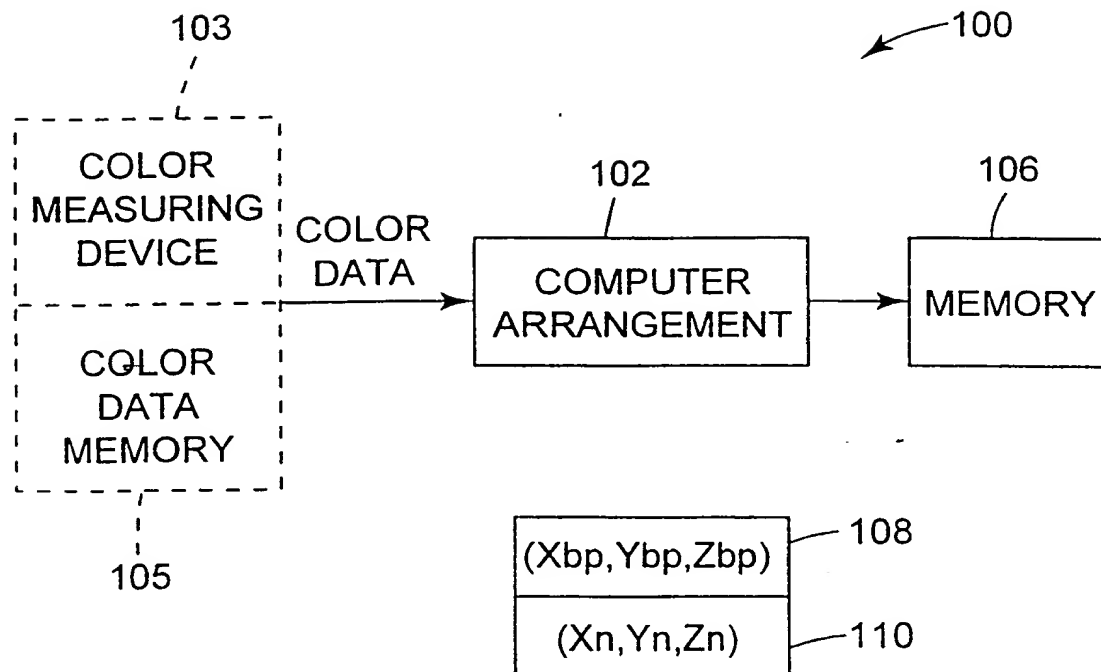 103
100
COLOR
MEASURING
DEVICE
COLOR
DATA
102
COMPUTER
ARRANGEMENT
106
MEMORY
COLOR
DATA
MEMORY
105
(Xbp,Ybp,Zbp)
108
(Xn,Yn,Zn)
110